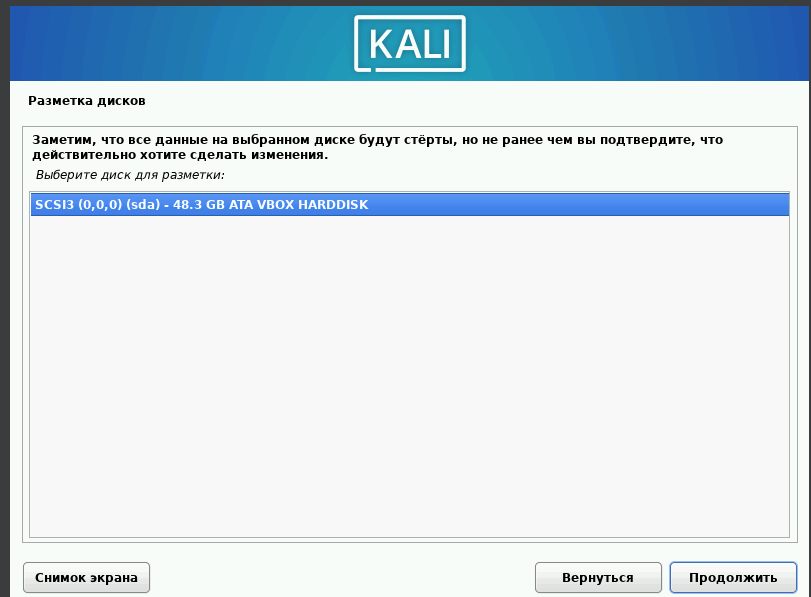 KALI
Разметка дисков
Заметим, что все данные на выбранном диске будут стёрты, но не ранее чем вы подтвердите, что
действительно хотите сделать изменения.
Выберите диск для разметки:
SCSI3 (0,0,0) (sda) - 48.3 GB ATA VBOX HARDDISK
Снимок экрана
Вернуться
Продолжить